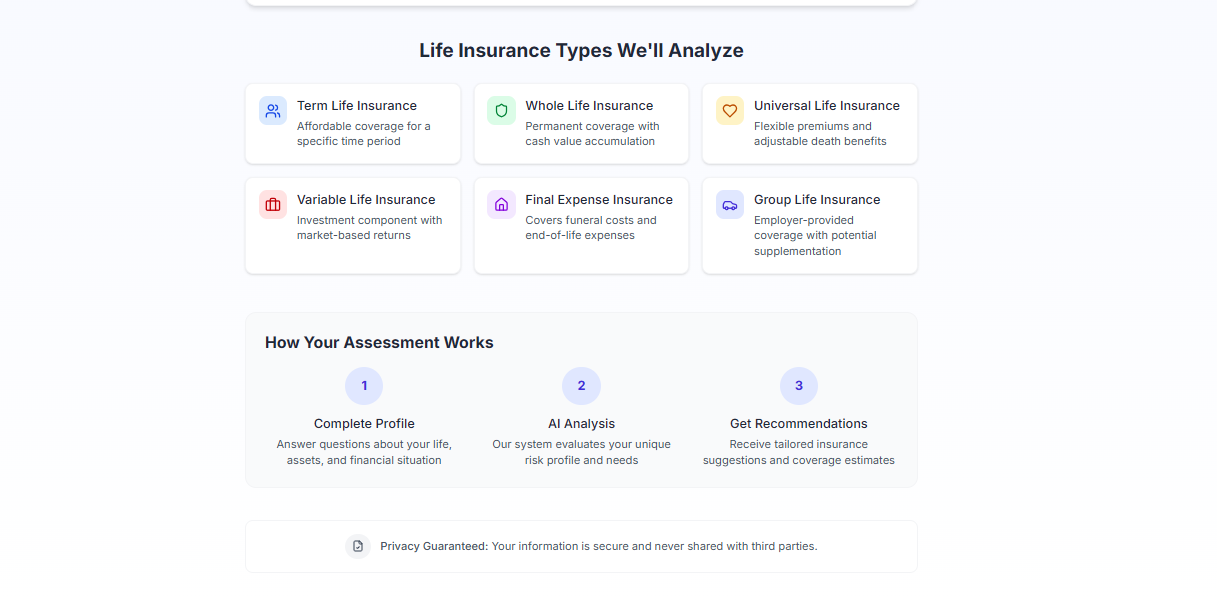 Life Insurance Types We'll Analyze
Term Life Insurance
Affordable coverage for a
specific time period
Whole Life Insurance
Permanent coverage with
cash value accumulation
Universal Life Insurance
Flexible premiums and
adjustable death benefits
Variable Life Insurance
Investment component with
market-based returns
Final Expense Insurance
Covers funeral costs and
end-of-life expenses
Group Life Insurance
Employer-provided
coverage with potential
supplementation
How Your Assessment Works
1
Complete Profile
Answer questions about your life,
assets, and financial situation
2
AI Analysis
Our system evaluates your unique
risk profile and needs
3
Get Recommendations
Receive tailored insurance
suggestions and coverage estimates
Privacy Guaranteed: Your information is secure and never shared with third parties.